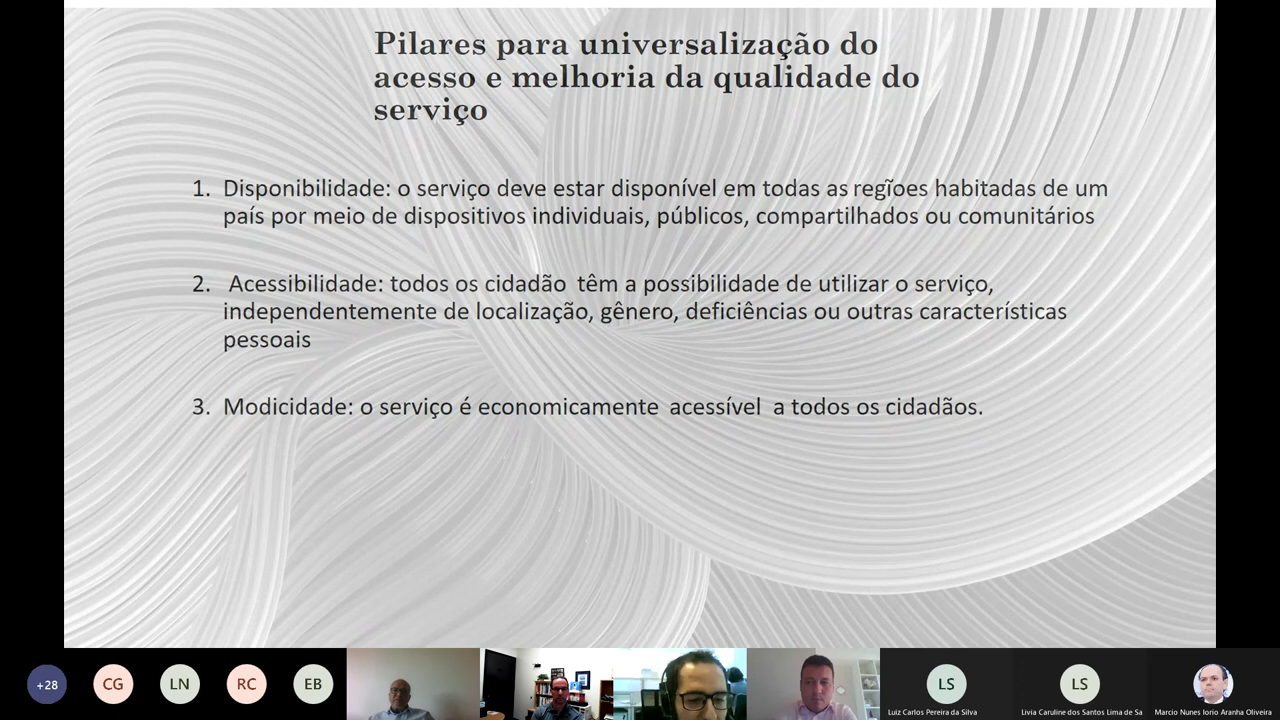 Pilares para universalização do
acesso e melhoria da qualidade do
serviço
1. Disponibilidade: o serviço deve estar disponível em todas as regĩoes habitadas de um
país por meio de dispositivos individuais, públicos, compartilhados ou comunitários
2. Acessibilidade: todos os cidadão têm a possibilidade de utilizar o serviço,
independentemente de localização, gênero, deficiências ou outras características
pessoais
3. Modicidade: o serviço é economicamente acessível a todos os cidadãos.
+28 CG LN RC EB LS LS
Luiz Carlos Pereira da Silva Livia Caruline dos Santos Lima de Sa Marcio Nunes Iorio Aranha Oliveira